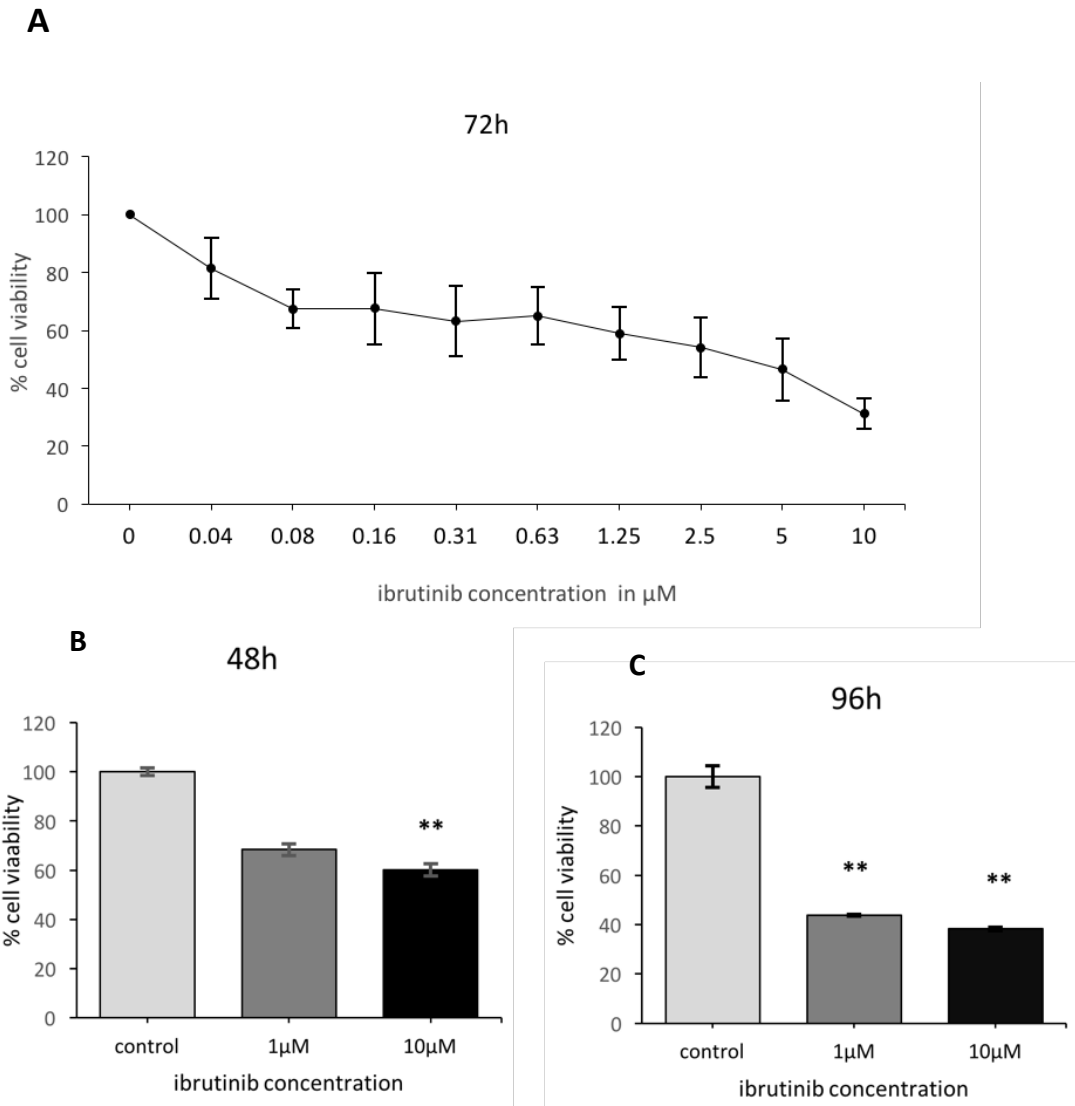 A
72h
120
100
80
60
40
20
0
% cell viability
0 0.04 0.08 0.16 0.31 0.63 1.25 2.5 5 10
ibrutinib concentration in µM
B
48h
120
100
80
60
40
20
0
% cell viaability
**
control 1µM 10µM
ibrutinib concentration
C
96h
120
100
80
60
40
20
0
% cell viability
** **
control 1µM 10µM
ibrutinib concentration